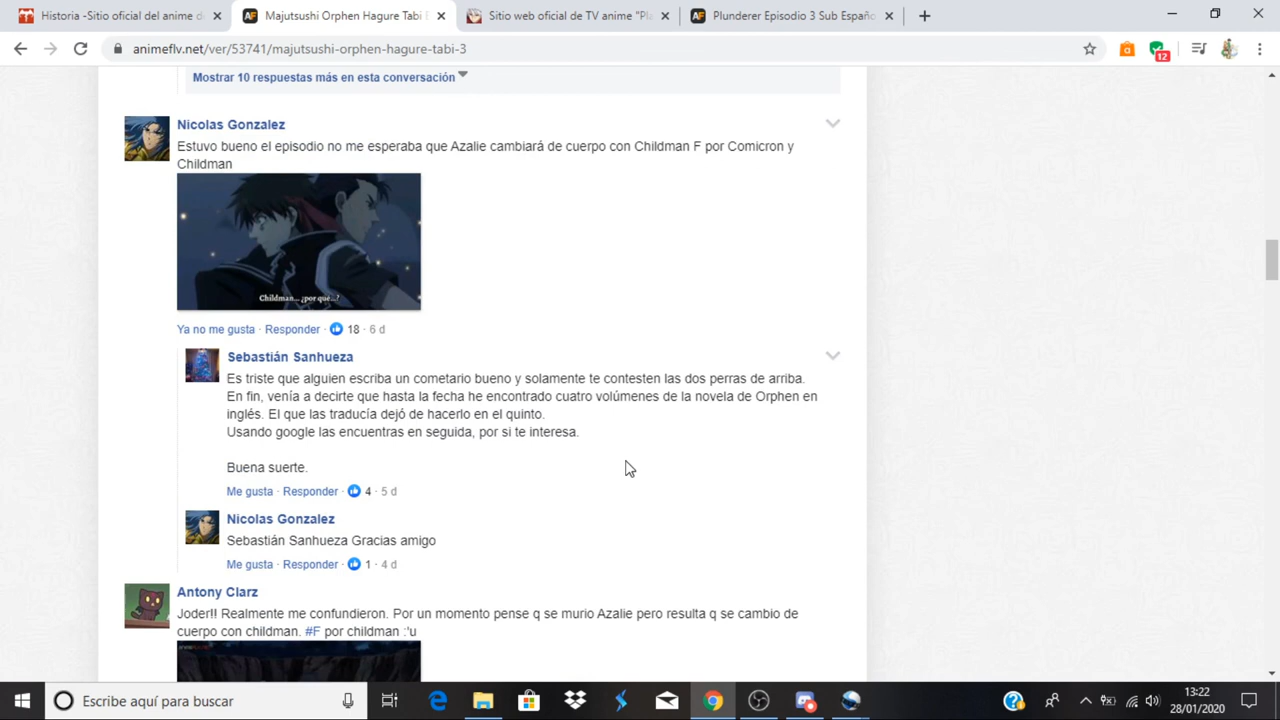 Historia -Sitio oficial del anime de
Majutsushi Orphen Hagure Tabi E
Sitio web oficial de TV anime "Pla
Plunderer Episodio 3 Sub Españo
animeflv.net/ver/53741/majutsushi-orphen-hagure-tabi-3
12
Mostrar 10 respuestas más en esta conversación
Nicolas Gonzalez
Estuvo bueno el episodio no me esperaba que Azalie cambiará de cuerpo con Childman F por Comicron y
Childman
Childman... ¿por qué...?
Ya no me gusta · Responder · 18 · 6 d
Sebastián Sanhueza
Es triste que alguien escriba un cometario bueno y solamente te contesten las dos perras de arriba.
En fin, venía a decirte que hasta la fecha he encontrado cuatro volúmenes de la novela de Orphen en
inglés. El que las traducía dejó de hacerlo en el quinto.
Usando google las encuentras en seguida, por si te interesa.
Buena suerte.
Me gusta · Responder · 4 · 5 d
Nicolas Gonzalez
Sebastián Sanhueza Gracias amigo
Me gusta · Responder · 1 · 4 d
Antony Clarz
Joder!! Realmente me confundieron. Por un momento pense q se murio Azalie pero resulta q se cambio de
cuerpo con childman. #F por childman :'u
Escribe aquí para buscar
13:22
28/01/2020